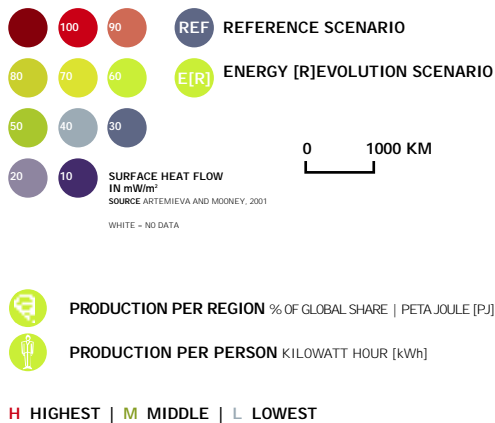 100 90 REF REFERENCE SCENARIO
80 70 60 E[R] ENERGY [R]EVOLUTION SCENARIO
50 40 30
0 1000 KM
20 10 SURFACE HEAT FLOW
IN mW/m²
SOURCE ARTEMIEVA AND MOONEY, 2001
WHITE = NO DATA
PRODUCTION PER REGION % OF GLOBAL SHARE | PETA JOULE [PJ]
PRODUCTION PER PERSON KILOWATT HOUR [kWh]
H HIGHEST | M MIDDLE | L LOWEST